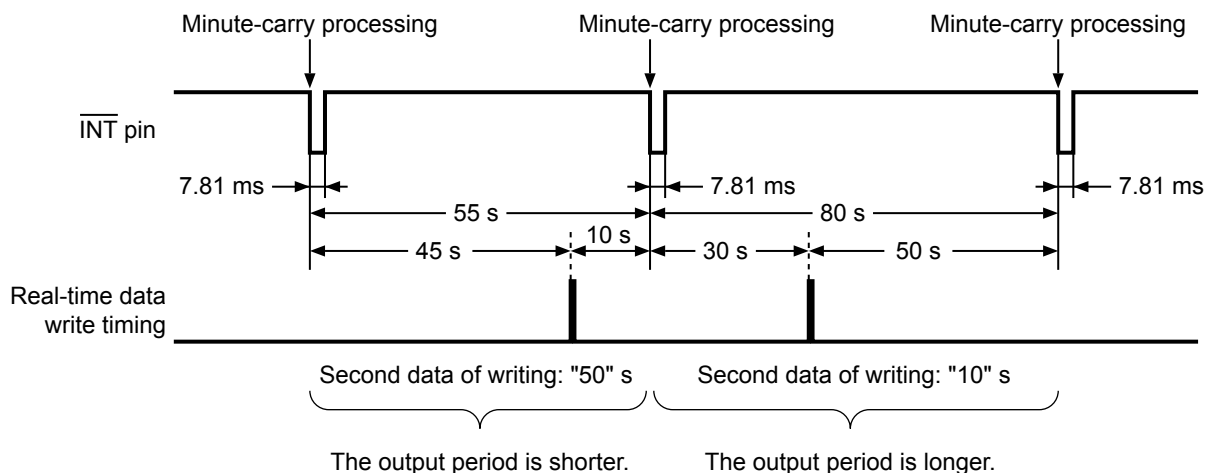 Minute-carry processing Minute-carry processing Minute-carry processing
INT pin
7.81 ms 7.81 ms 7.81 ms
55 s 80 s
45 s 10 s 30 s 50 s
Real-time data
write timing
Second data of writing: "50" s Second data of writing: "10" s
The output period is shorter. The output period is longer.